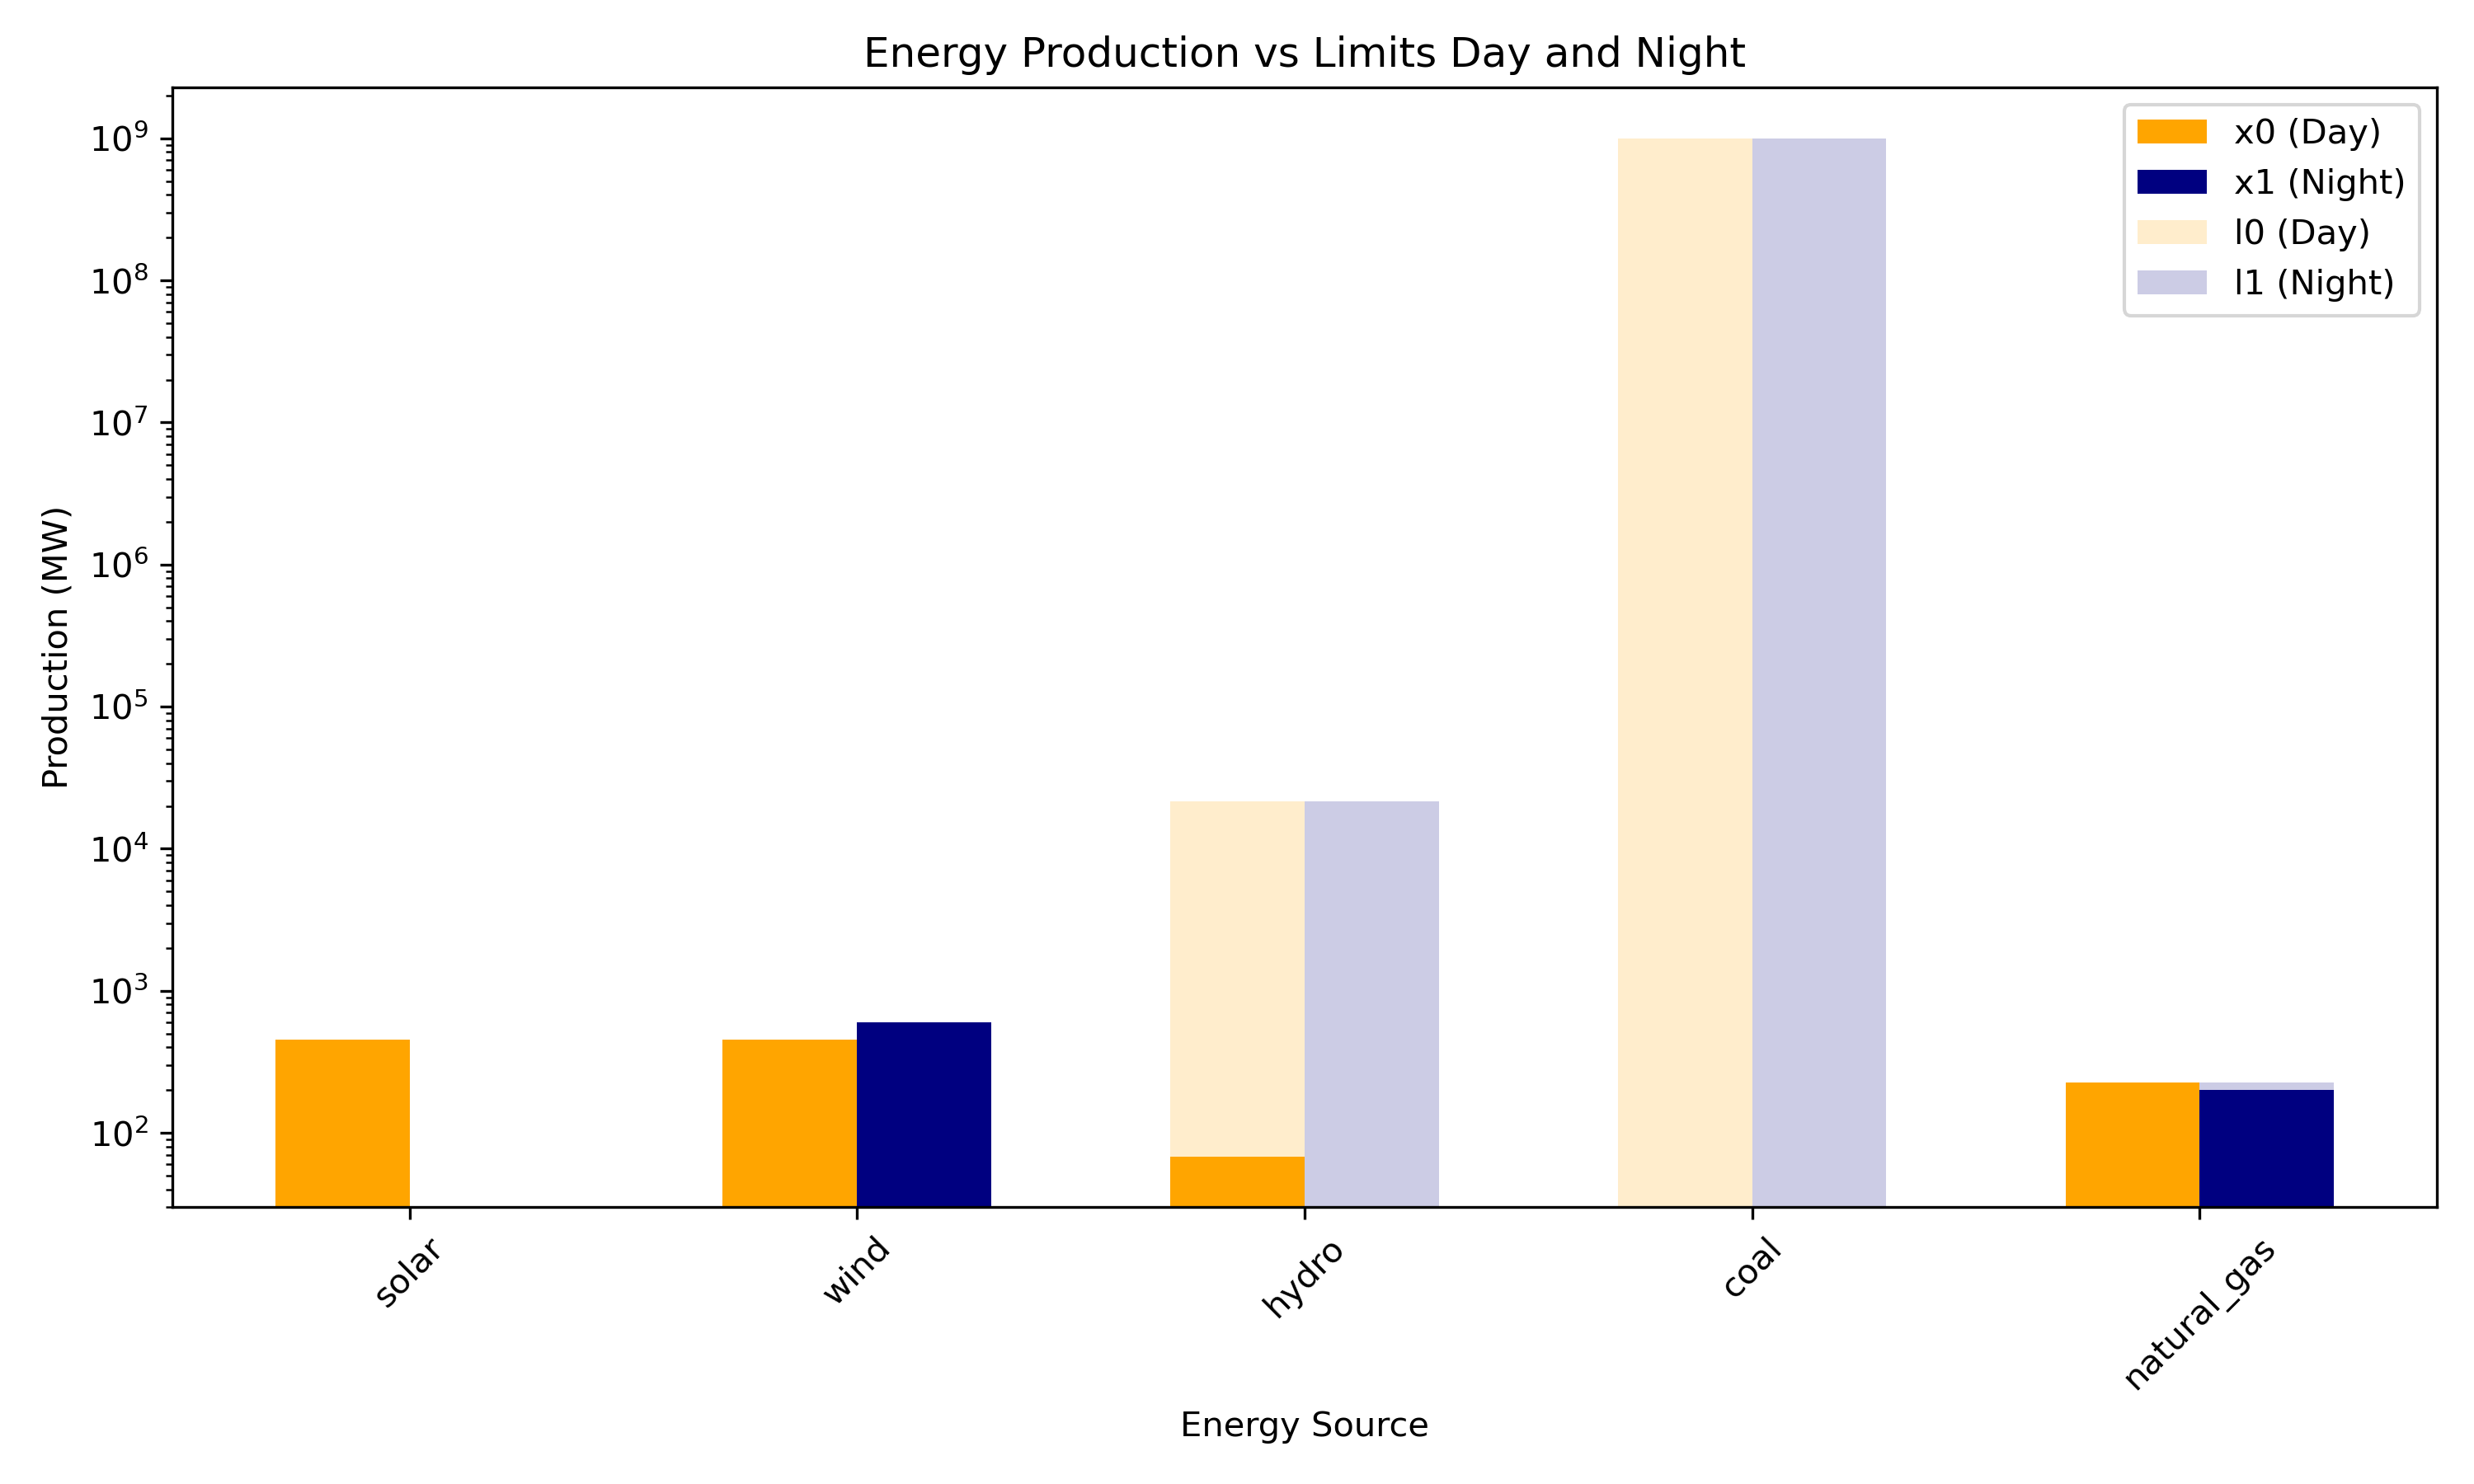 Energy Production vs Limits Day and Night
x0 (Day)
x1 (Night)
l0 (Day)
l1 (Night)
Production (MW)
10⁹
10⁸
10⁷
10⁶
10⁵
10⁴
10³
10²
solar
wind
hydro
coal
natural_gas
Energy Source